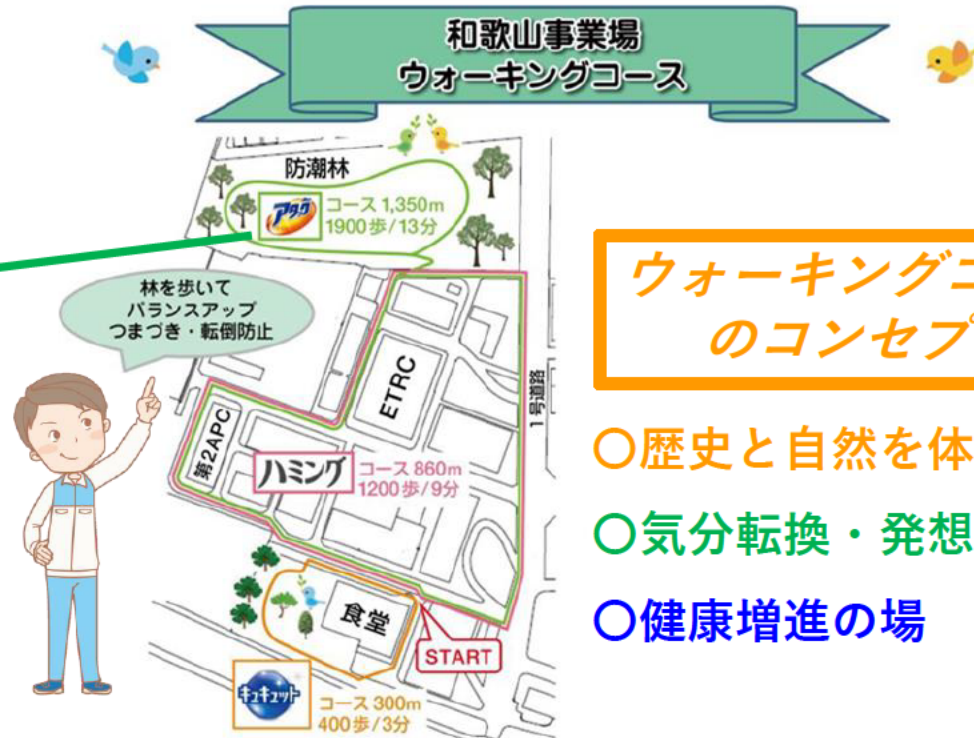 和歌山事業場
ウォーキングコース
防潮林
アタック
コース 1,350m
1900歩/13分
林を歩いて
バランスアップ
つまづき・転倒防止
ETRC
1号道路
第2APC
ハミング
コース 860m
1200歩/9分
食堂
START
キュキュット
コース 300m
400歩/3分
ウォーキングコ
のコンセプ
〇歴史と自然を体
〇気分転換・発想
〇健康増進の場